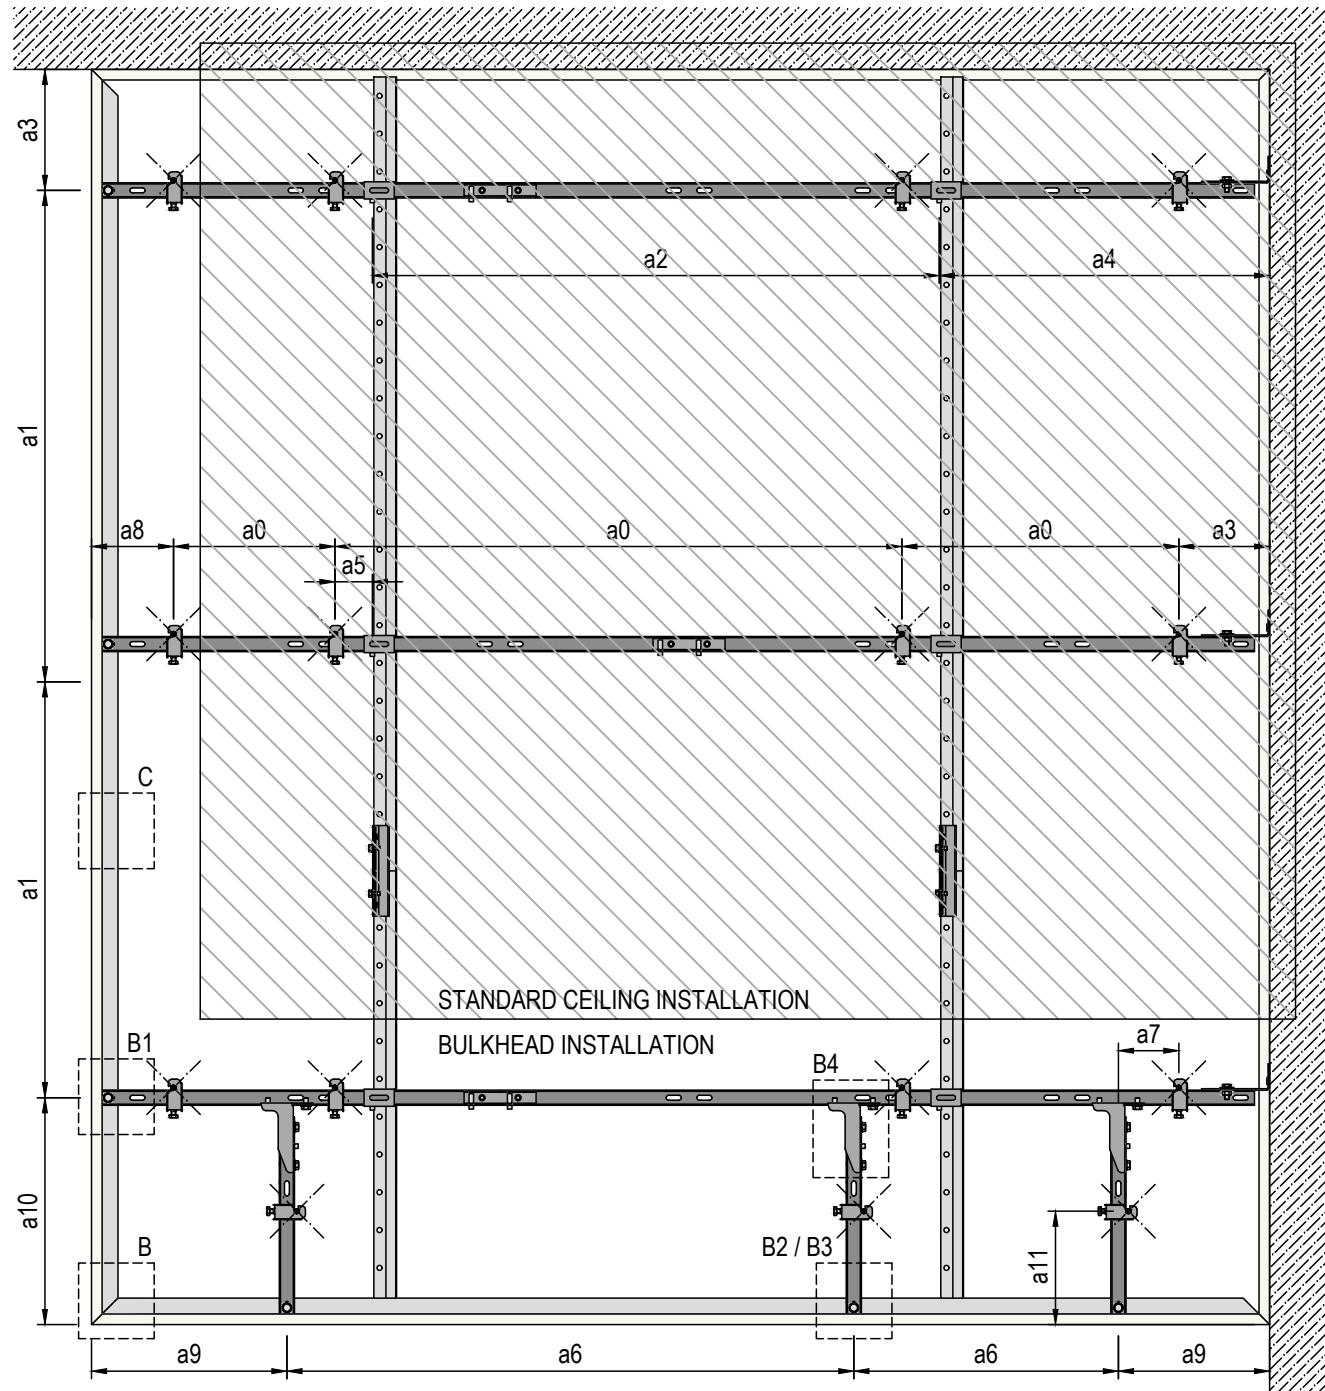 a3
a2
a4
a1
a8
a0
a0
a0
a3
a5
C
a1
STANDARD CEILING INSTALLATION
BULKHEAD INSTALLATION
B1
B4
a7
a10
B
B2 / B3
a11
a9
a6
a6
a9